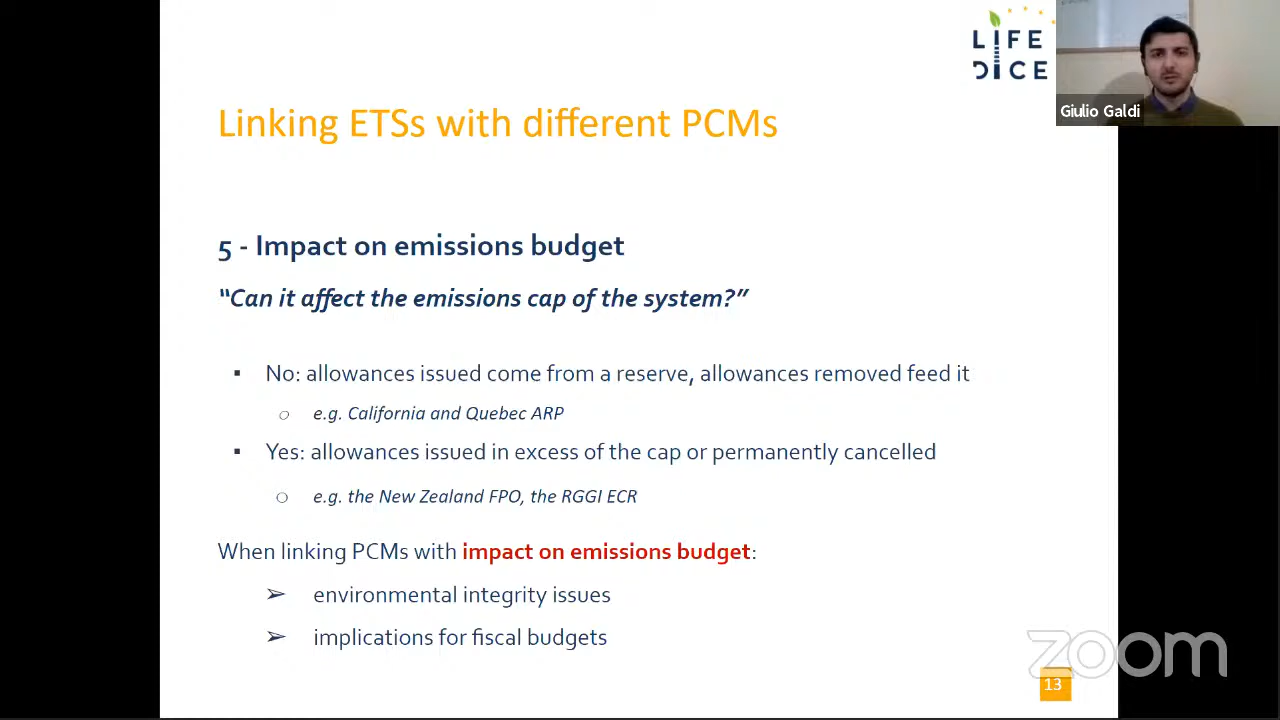 LIFE
DICE
Giulio Galdi
Linking ETSs with different PCMs
5 - Impact on emissions budget
“Can it affect the emissions cap of the system?”
▪ No: allowances issued come from a reserve, allowances removed feed it
○ e.g. California and Quebec ARP
▪ Yes: allowances issued in excess of the cap or permanently cancelled
○ e.g. the New Zealand FPO, the RGGI ECR
When linking PCMs with impact on emissions budget:
➢ environmental integrity issues
➢ implications for fiscal budgets
zoom
13